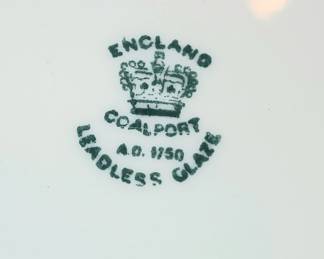 ENGLAND
COALPORT
A.D. 1750
LEADLESS GLAZE